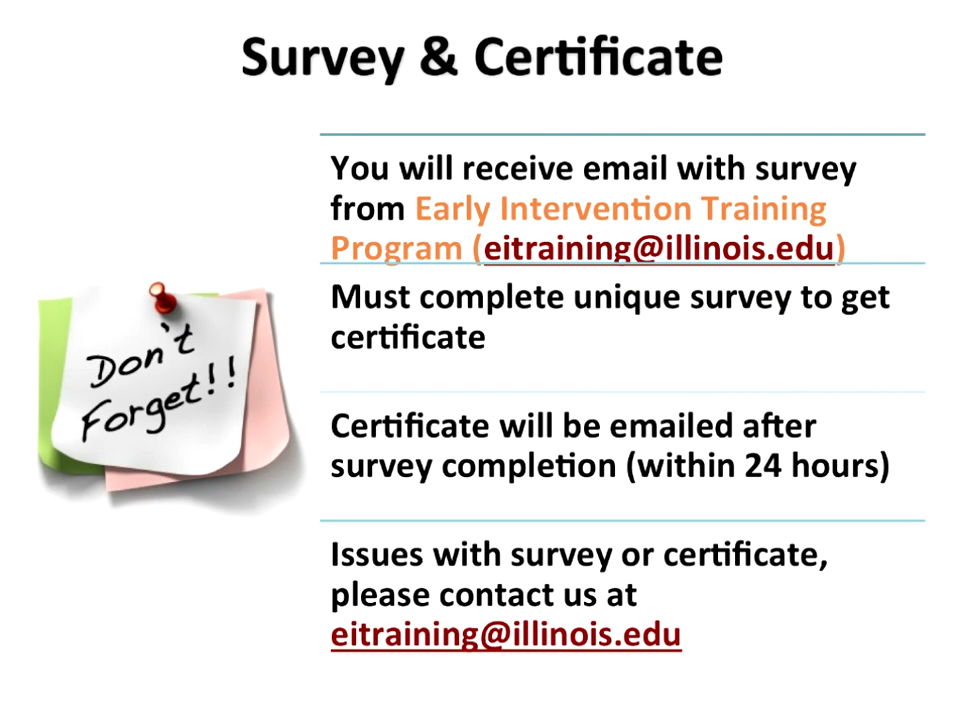 Survey & Certificate
You will receive email with survey
from Early Intervention Training
Program (eitraining@illinois.edu)
Must complete unique survey to get
certificate
Don't
Forget!!
Certificate will be emailed after
survey completion (within 24 hours)
Issues with survey or certificate,
please contact us at
eitraining@illinois.edu